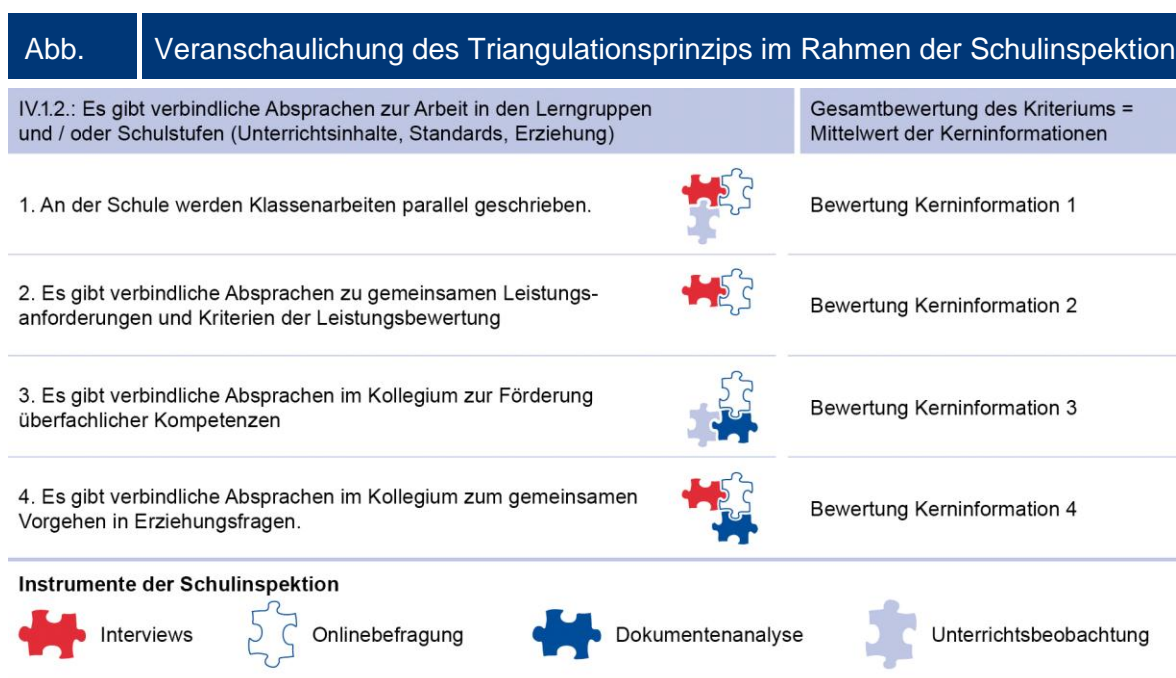 Abb.
Veranschaulichung des Triangulationsprinzips im Rahmen der Schulinspektion
IV.1.2.: Es gibt verbindliche Absprachen zur Arbeit in den Lerngruppen
und / oder Schulstufen (Unterrichtsinhalte, Standards, Erziehung)
Gesamtbewertung des Kriteriums =
Mittelwert der Kerninformationen
1. An der Schule werden Klassenarbeiten parallel geschrieben.
Bewertung Kerninformation 1
2. Es gibt verbindliche Absprachen zu gemeinsamen Leistungs-
anforderungen und Kriterien der Leistungsbewertung
Bewertung Kerninformation 2
3. Es gibt verbindliche Absprachen im Kollegium zur Förderung
überfachlicher Kompetenzen
Bewertung Kerninformation 3
4. Es gibt verbindliche Absprachen im Kollegium zum gemeinsamen
Vorgehen in Erziehungsfragen.
Bewertung Kerninformation 4
Instrumente der Schulinspektion
Interviews
Onlinebefragung
Dokumentenanalyse
Unterrichtsbeobachtung